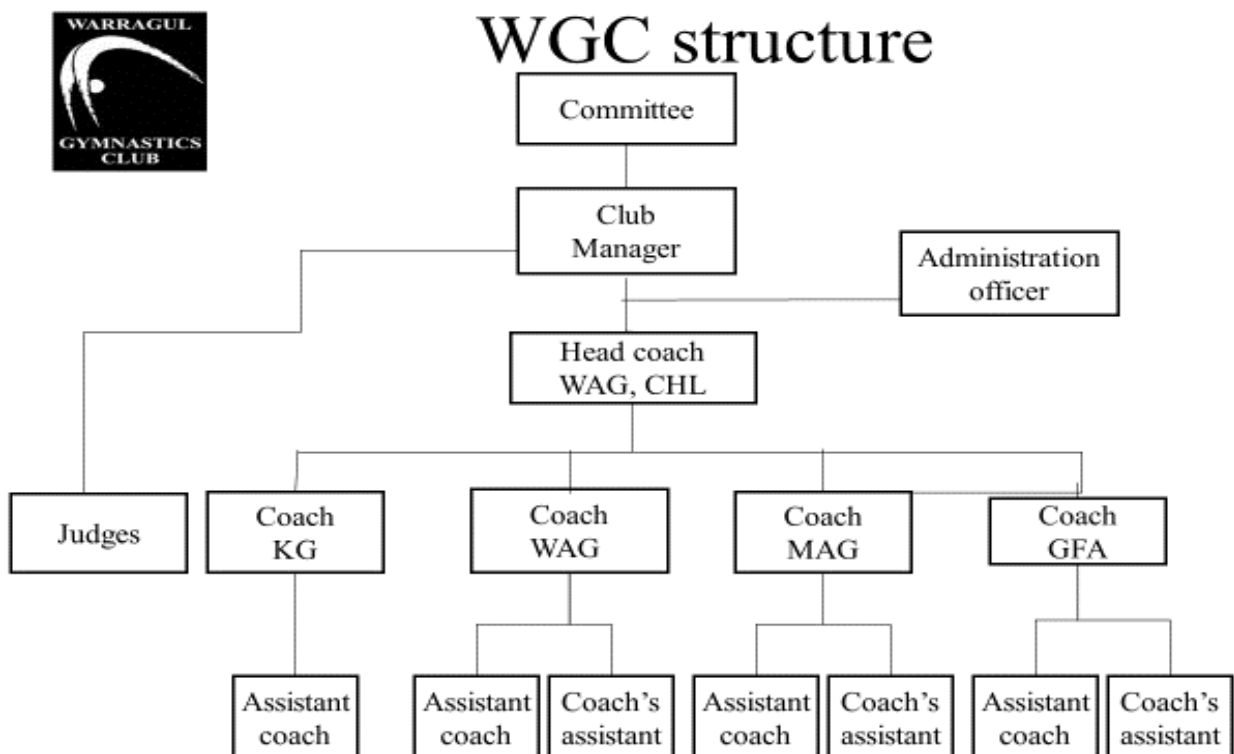 WARRAGUL
GYMNASTICS
CLUB
WGC structure
Committee
Club
Manager
Administration
officer
Head coach
WAG, CHL
Judges
Coach
KG
Coach
WAG
Coach
MAG
Coach
GFA
Assistant
coach
Assistant
coach
Coach’s
assistant
Assistant
coach
Coach’s
assistant
Assistant
coach
Coach’s
assistant